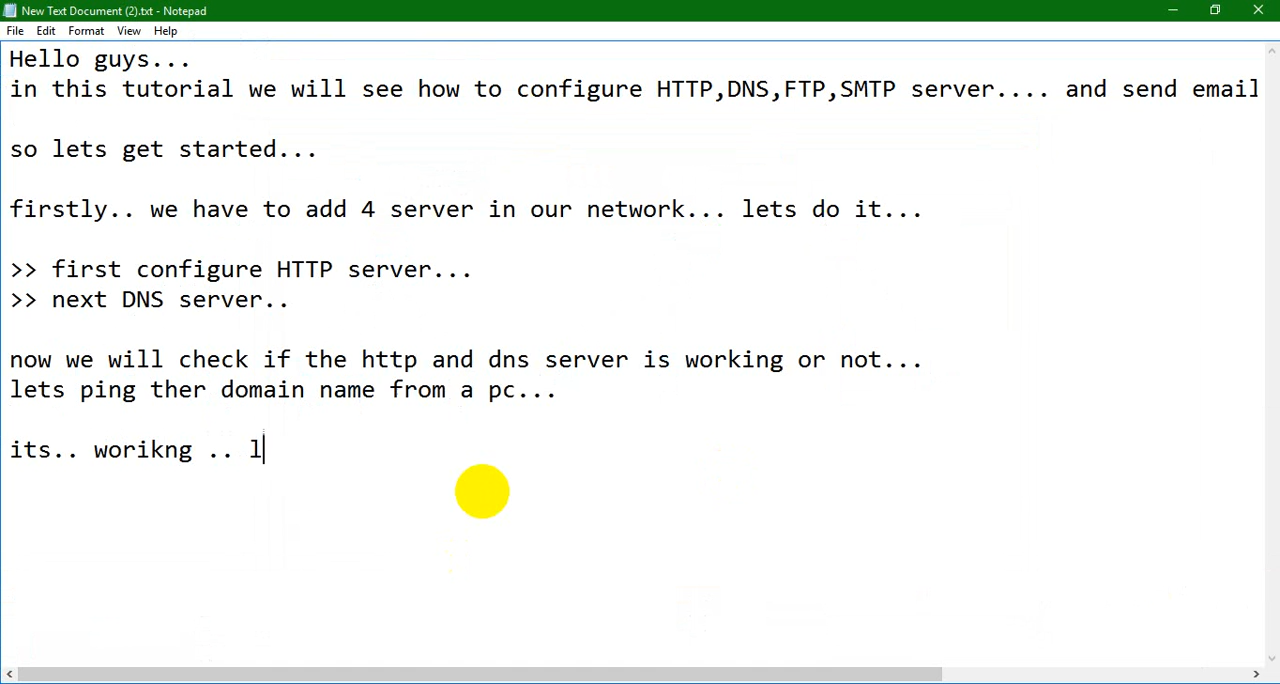 New Text Document (2).txt - Notepad
File Edit Format View Help
Hello guys...
in this tutorial we will see how to configure HTTP,DNS,FTP,SMTP server.... and send email
so lets get started...
firstly.. we have to add 4 server in our network... lets do it...
>> first configure HTTP server...
>> next DNS server..
now we will check if the http and dns server is working or not...
lets ping ther domain name from a pc...
its.. worikng .. l